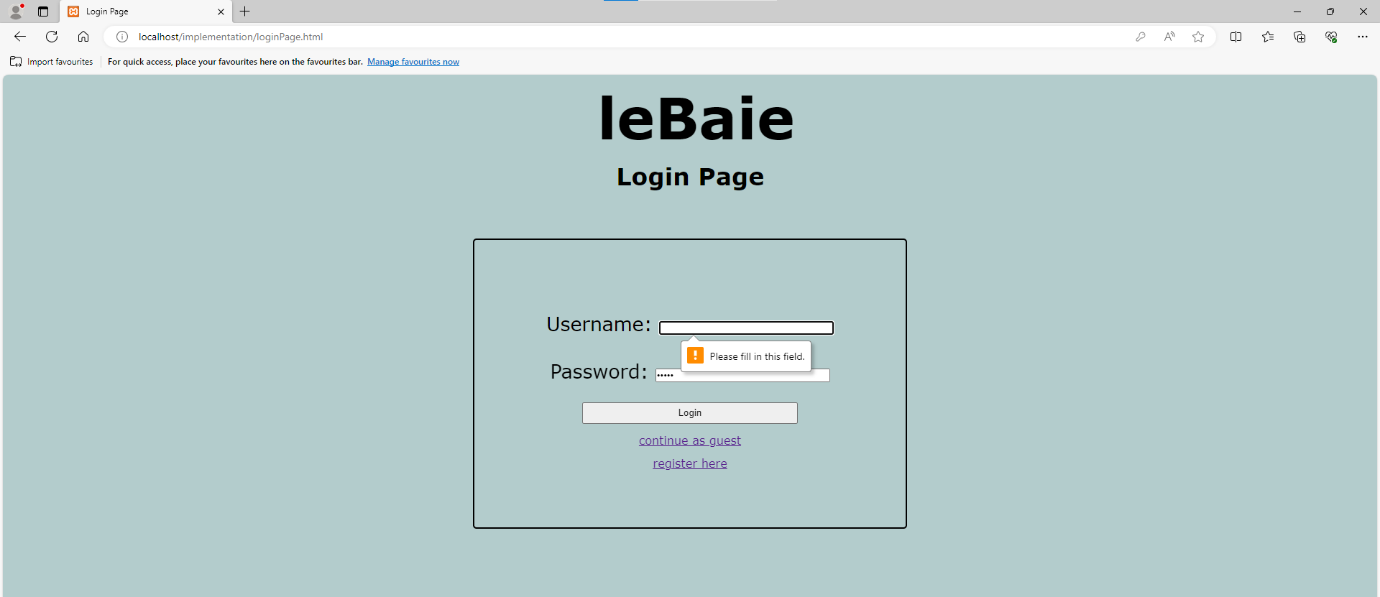 Login Page
localhost/implementation/loginPage.html
Import favourites For quick access, place your favourites here on the favourites bar. Manage favourites now
leBaie
Login Page
Username:
Please fill in this field.
Password: •••••
Login
continue as guest
register here